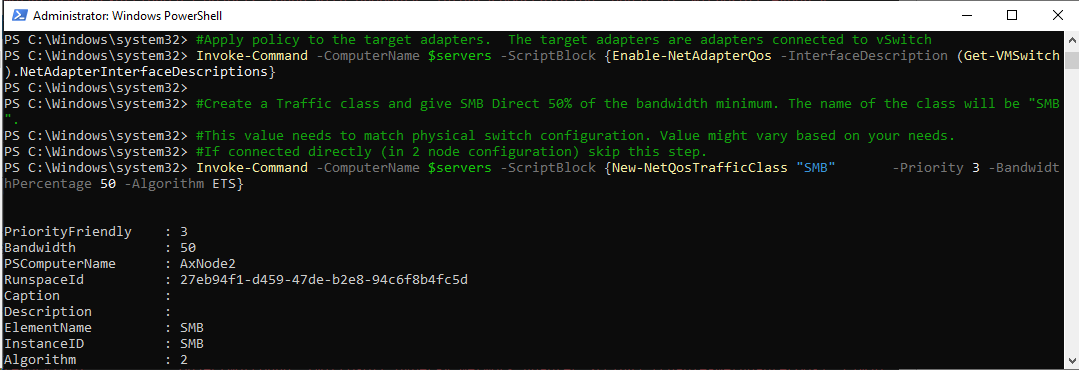 Administrator: Windows PowerShell
PS C:\Windows\system32> #Apply policy to the target adapters.  The target adapters are adapters connected to vSwitch
PS C:\Windows\system32> Invoke-Command -ComputerName $servers -ScriptBlock {Enable-NetAdapterQos -InterfaceDescription (Get-VMSwitch
).NetAdapterInterfaceDescriptions}
PS C:\Windows\system32>
PS C:\Windows\system32> #Create a Traffic class and give SMB Direct 50% of the bandwidth minimum. The name of the class will be "SMB
".
PS C:\Windows\system32> #This value needs to match physical switch configuration. Value might vary based on your needs.
PS C:\Windows\system32> #If connected directly (in 2 node configuration) skip this step.
PS C:\Windows\system32> Invoke-Command -ComputerName $servers -ScriptBlock {New-NetQosTrafficClass "SMB"       -Priority 3 -Bandwidt
hPercentage 50 -Algorithm ETS}
PriorityFriendly    : 3
Bandwidth           : 50
PSComputerName      : AxNode2
RunspaceId          : 27eb94f1-d459-47de-b2e8-94c6f8b4fc5d
Caption             :
Description         :
ElementName         : SMB
InstanceID          : SMB
Algorithm           : 2